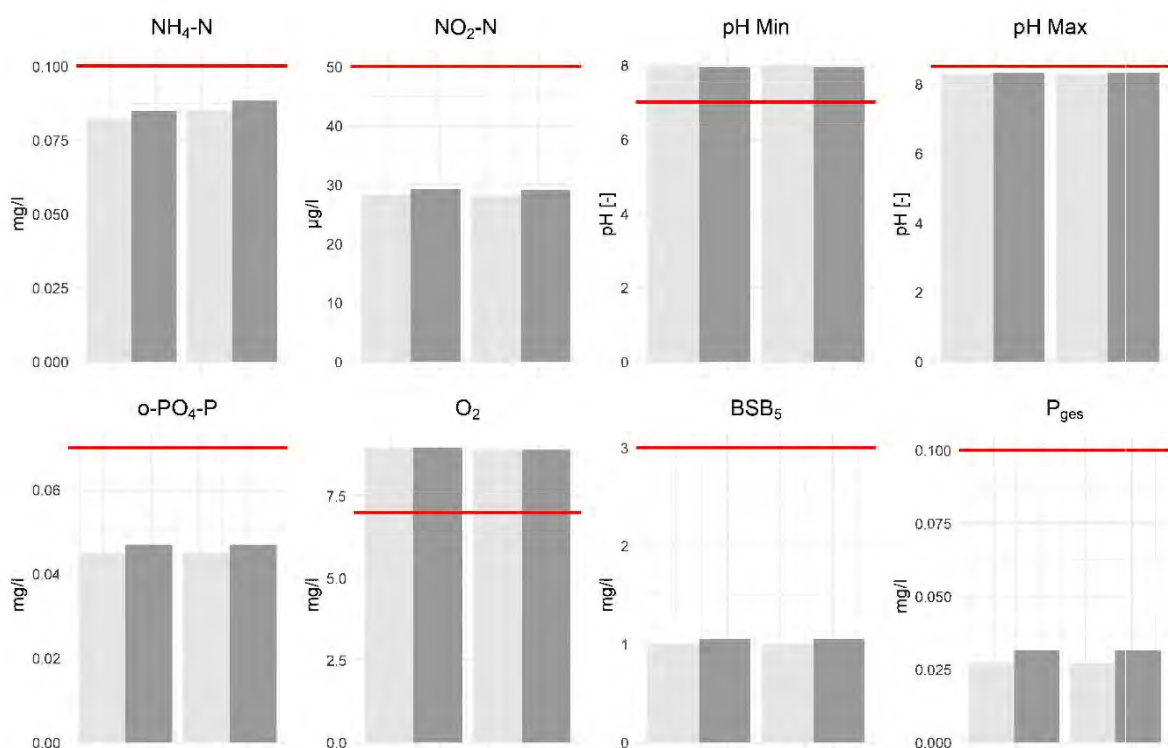 NH₄-N
0.100
0.075
0.050
0.025
0.000
mg/l
NO₂-N
50
40
30
20
10
0
µg/l
pH Min
8
6
4
2
0
pH [-]
pH Max
8
6
4
2
0
pH [-]
o-PO₄-P
0.06
0.04
0.02
0.00
mg/l
O₂
7.5
5.0
2.5
0.0
mg/l
BSB₅
3
2
1
0
mg/l
P_ges
0.100
0.075
0.050
0.025
0.000
mg/l